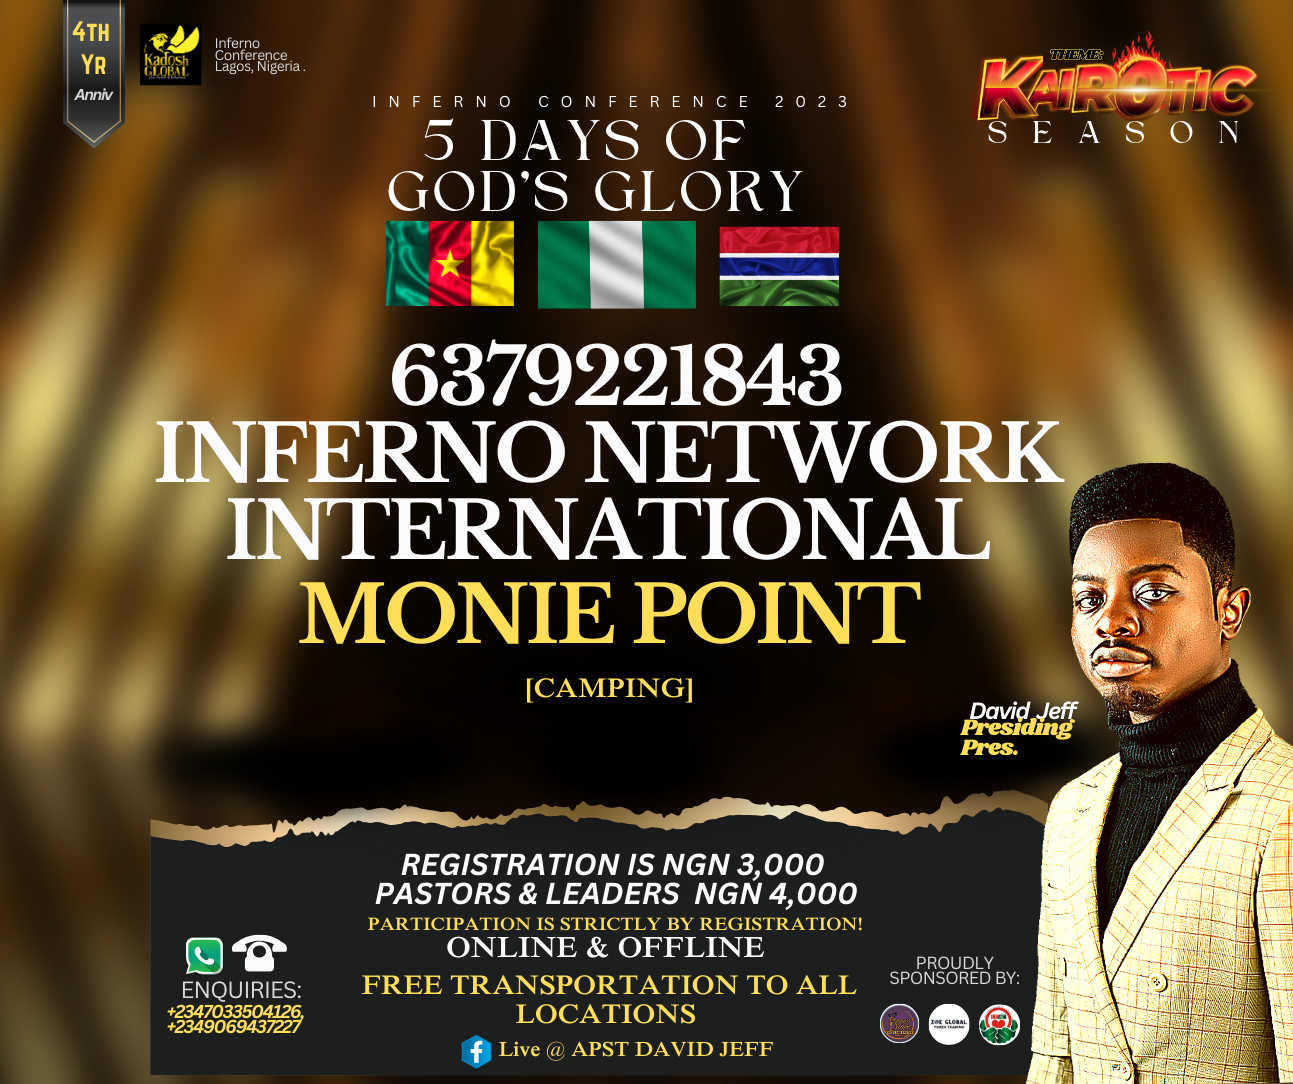 4TH
YR
Anniv
Kadosh
GLOBAL
Inferno
Conference
Lagos, Nigeria .
THEME:
KAIROTIC
SEASON
INFERNO CONFERENCE 2023
5 DAYS OF
GOD'S GLORY
6379221843
INFERNO NETWORK
INTERNATIONAL
MONIE POINT
[CAMPING]
David Jeff
Presiding
Pres.
REGISTRATION IS NGN 3,000
PASTORS & LEADERS NGN 4,000
PARTICIPATION IS STRICTLY BY REGISTRATION!
ONLINE & OFFLINE
FREE TRANSPORTATION TO ALL
LOCATIONS
Live @ APST DAVID JEFF
ENQUIRIES:
+2347033504126,
+2349069437227
PROUDLY
SPONSORED BY:
ZOE GLOBAL
FOREX TRADING